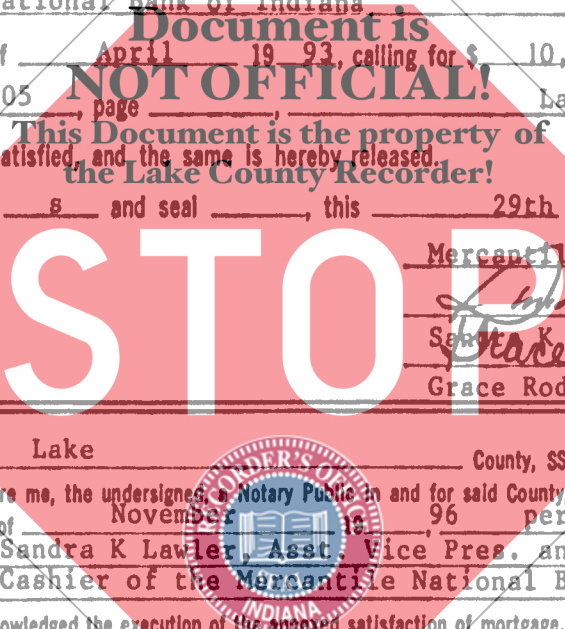 ational Bank of Indiana
Document is
f April 19 93, calling for $ 10,
NOT OFFICIAL!
05 , page , La
This Document is the property of
atisfied, and the same is hereby released.
the Lake County Recorder!
s and seal , this 29th
STOP
Mercantil
Sandra K
Grace Rod
Lake County, SS
re me, the undersigned, a Notary Public in and for said County,
of November 19 96 per
Sandra K Lawler, Asst. Vice Pres. an
Cashier of the Mercantile National B
owledged the execution of the annexed satisfaction of mortgage.
RECORDER'S OFFICE
INDIANA